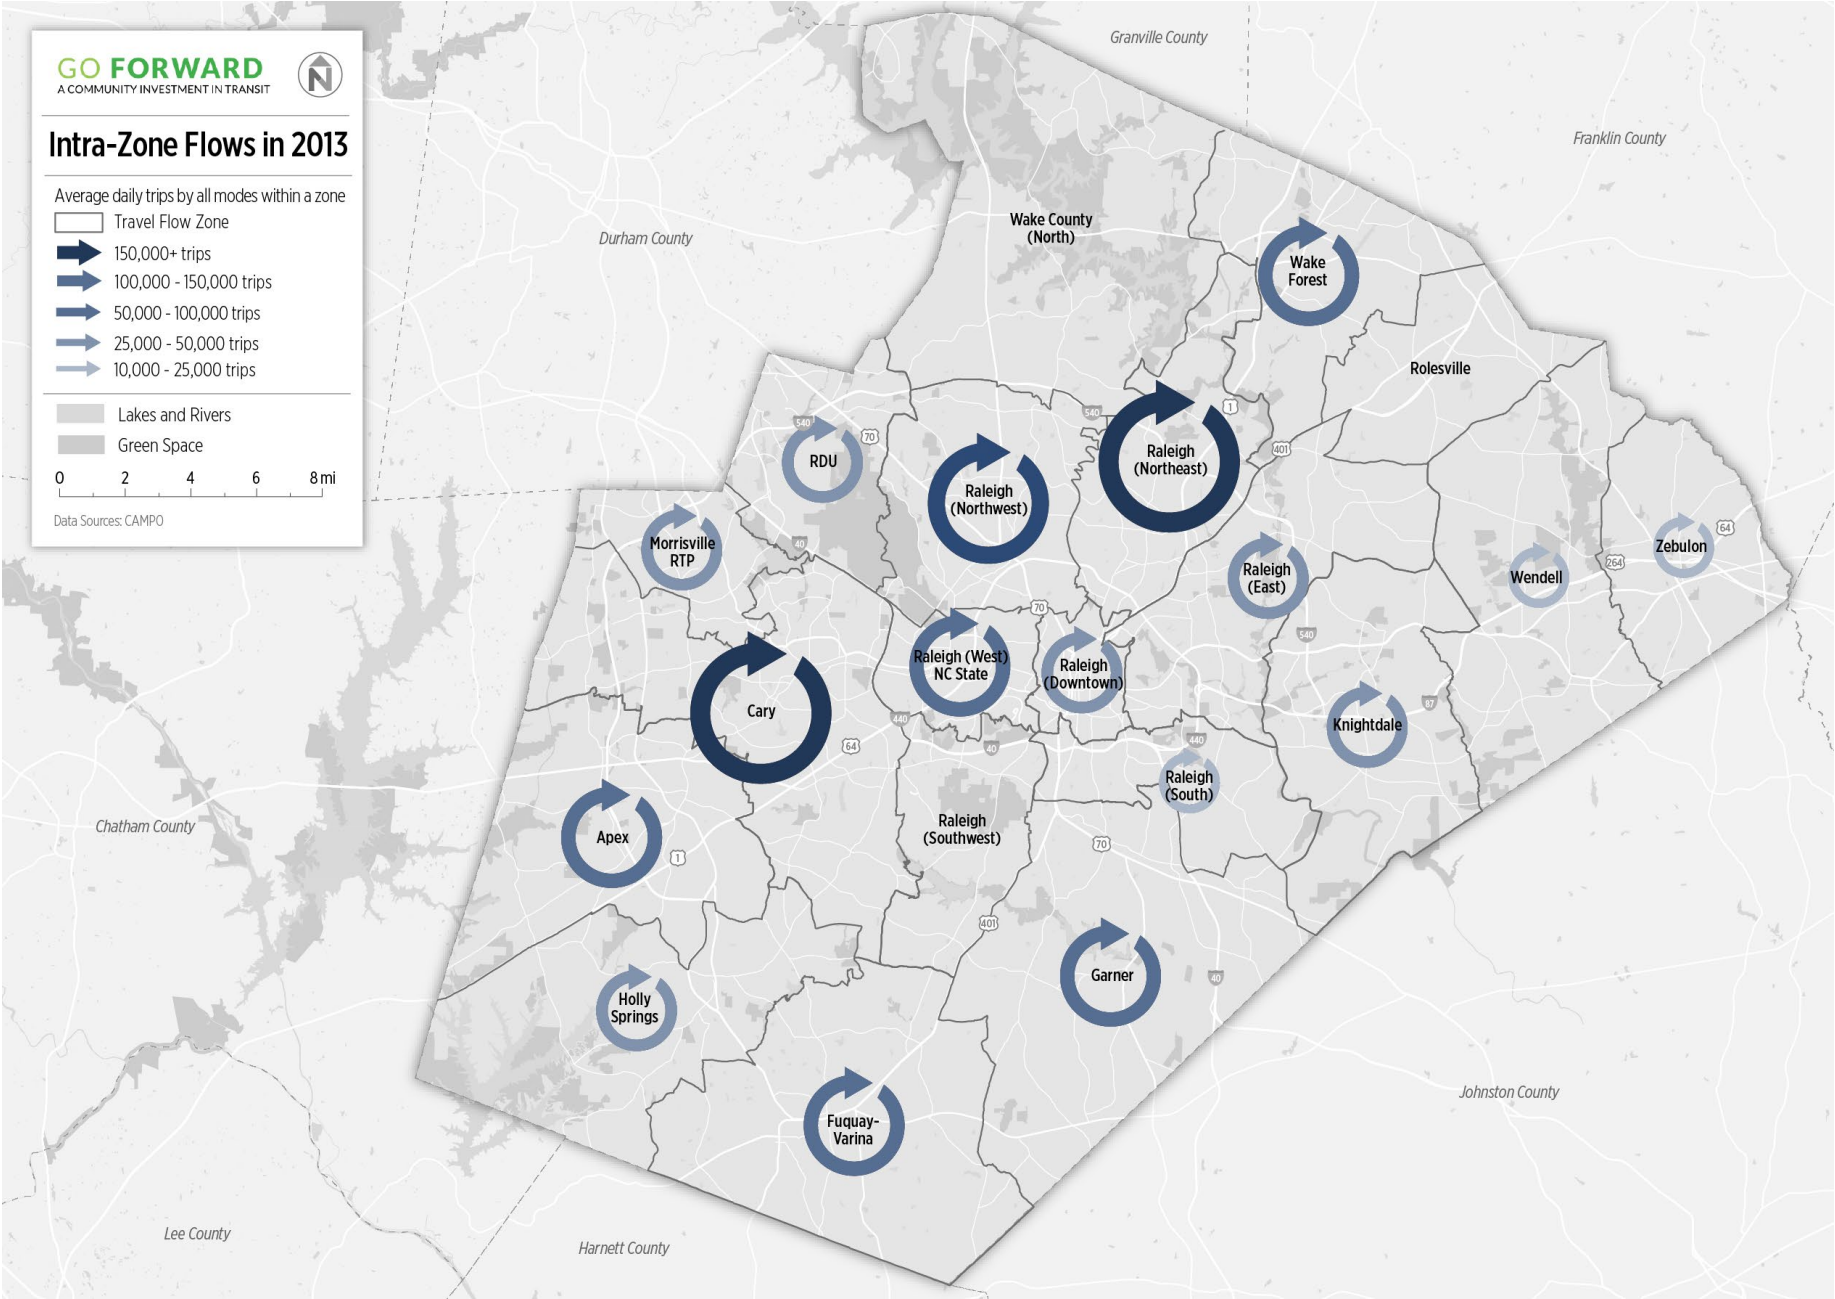 GO FORWARD
A COMMUNITY INVESTMENT IN TRANSIT
N
Intra-Zone Flows in 2013
Average daily trips by all modes within a zone
Travel Flow Zone
150,000+ trips
100,000 - 150,000 trips
50,000 - 100,000 trips
25,000 - 50,000 trips
10,000 - 25,000 trips
Lakes and Rivers
Green Space
0 2 4 6 8 mi
Data Sources: CAMPO
Granville County
Franklin County
Durham County
Wake County
(North)
Wake
Forest
Rolesville
540
70
RDU
540
1
401
Raleigh
(Northeast)
Raleigh
(Northwest)
Morrisville
RTP
40
Raleigh
(East)
Wendell
264
Zebulon
64
70
540
Raleigh (West)
NC State
Raleigh
(Downtown)
Cary
440
64
40
440
Knightdale
87
Raleigh
(South)
Raleigh
(Southwest)
Chatham County
Apex
1
70
401
Garner
40
Holly
Springs
Fuquay-
Varina
Johnston County
Lee County
Harnett County